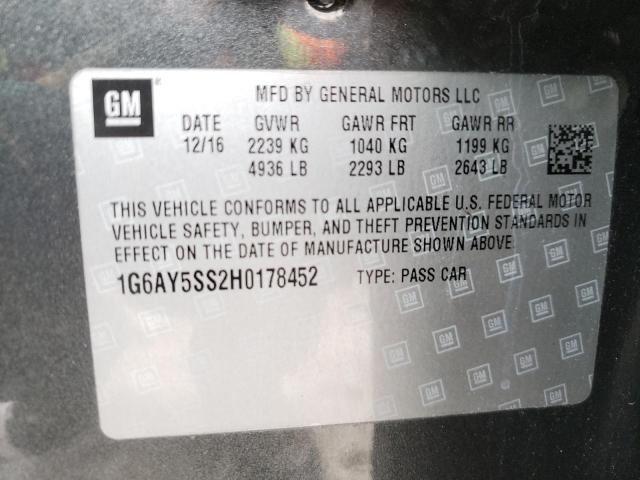 GM
MFD BY GENERAL MOTORS LLC
DATE GVWR GAWR FRT GAWR RR
12/16 2239 KG 1040 KG 1199 KG
4936 LB 2293 LB 2643 LB
THIS VEHICLE CONFORMS TO ALL APPLICABLE U.S. FEDERAL MOTOR
VEHICLE SAFETY, BUMPER, AND THEFT PREVENTION STANDARDS IN
EFFECT ON THE DATE OF MANUFACTURE SHOWN ABOVE.
1G6AY5SS2H0178452 TYPE: PASS CAR